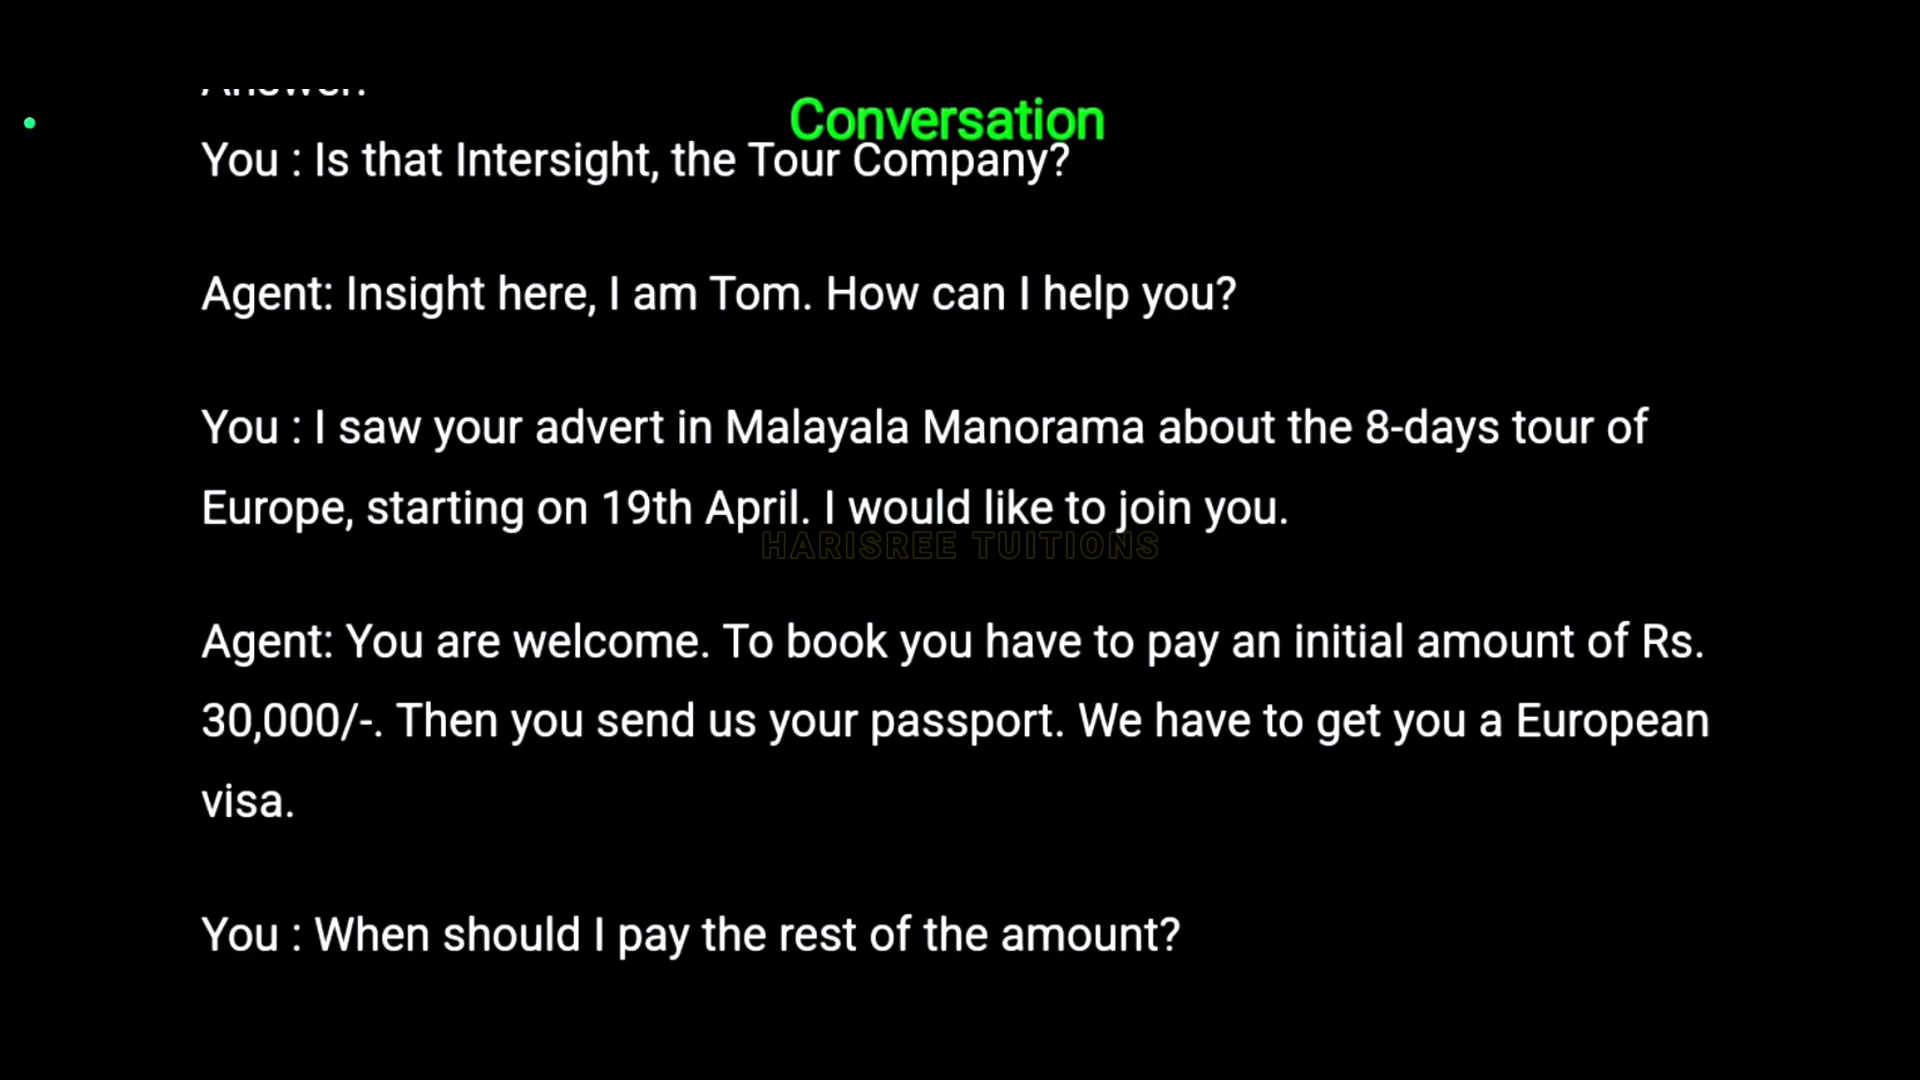 Answer:
Conversation
You : Is that Intersight, the Tour Company?
Agent: Insight here, I am Tom. How can I help you?
You : I saw your advert in Malayala Manorama about the 8-days tour of
Europe, starting on 19th April. I would like to join you.
HARISREE TUITIONS
Agent: You are welcome. To book you have to pay an initial amount of Rs.
30,000/-. Then you send us your passport. We have to get you a European
visa.
You : When should I pay the rest of the amount?